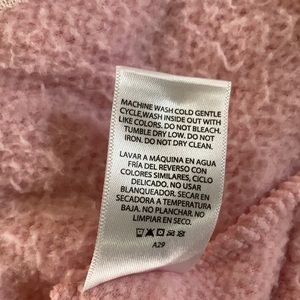 MACHINE WASH COLD GENTLE
CYCLE,WASH INSIDE OUT WITH
LIKE COLORS. DO NOT BLEACH.
TUMBLE DRY LOW. DO NOT
IRON. DO NOT DRY CLEAN.
LAVAR A MÁQUINA EN AGUA
FRÍA DEL REVERSO CON
COLORES SIMILARES, CICLO
DELICADO. NO USAR
BLANQUEADOR. SECAR EN
SECADORA A TEMPERATURA
BAJA. NO PLANCHAR. NO
LIMPIAR EN SECO.
A29